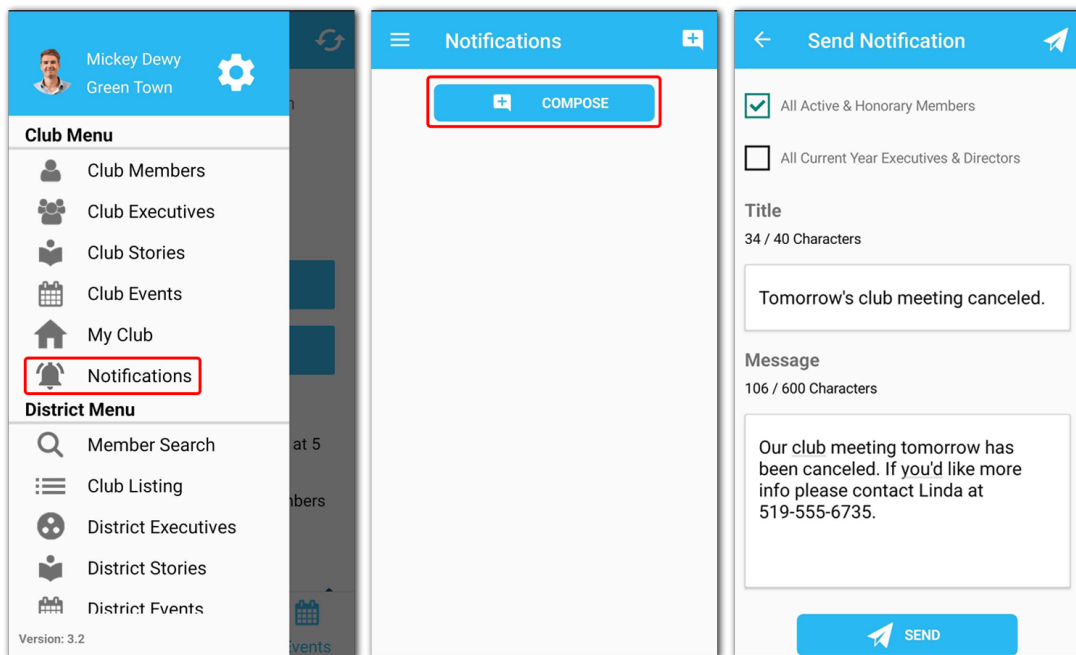 Mickey Dewy
Green Town
Club Menu
Club Members
Club Executives
Club Stories
Club Events
My Club
Notifications
District Menu
Member Search
Club Listing
District Executives
District Stories
District Events
Version: 3.2
at 5
Notifications
COMPOSE
Send Notification
All Active & Honorary Members
All Current Year Executives & Directors
Title
34 / 40 Characters
Tomorrow's club meeting canceled.
Message
106 / 600 Characters
Our club meeting tomorrow has
been canceled. If you'd like more
info please contact Linda at
519-555-6735.
SEND